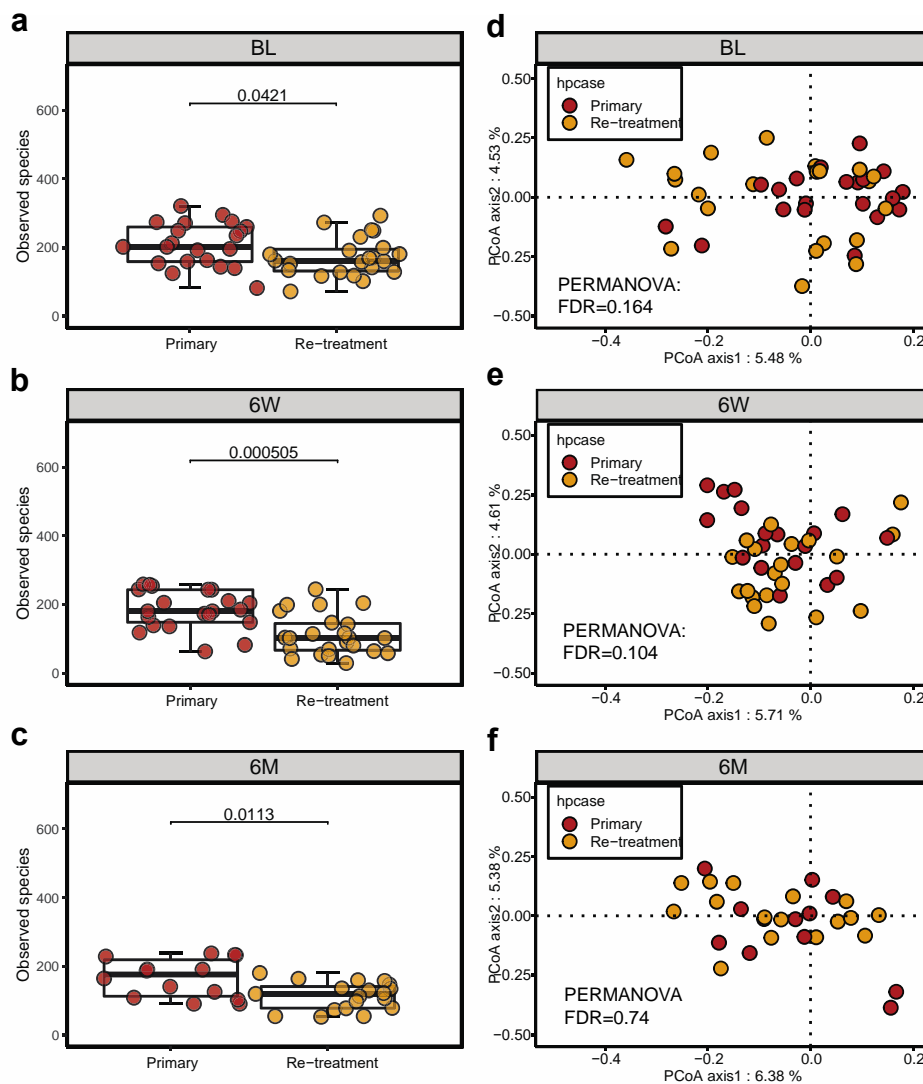 a
BL
Observed species
600
400
200
0
0.0421
Primary
Re−treatment
d
BL
PCoA axis2 : 4.53 %
0.50
0.25
0.00
−0.25
−0.50
hpcase
Primary
Re−treatment
PERMANOVA:
FDR=0.164
−0.4
−0.2
0.0
0.2
PCoA axis1 : 5.48 %
b
6W
Observed species
600
400
200
0
0.000505
Primary
Re−treatment
e
6W
PCoA axis2 : 4.61 %
0.50
0.25
0.00
−0.25
−0.50
hpcase
Primary
Re−treatment
PERMANOVA:
FDR=0.104
−0.4
−0.2
0.0
0.2
PCoA axis1 : 5.71 %
c
6M
Observed species
600
400
200
0
0.0113
Primary
Re−treatment
f
6M
PCoA axis2 : 5.38 %
0.50
0.25
0.00
−0.25
−0.50
hpcase
Primary
Re−treatment
PERMANOVA
FDR=0.74
−0.4
−0.2
0.0
0.2
PCoA axis1 : 6.38 %